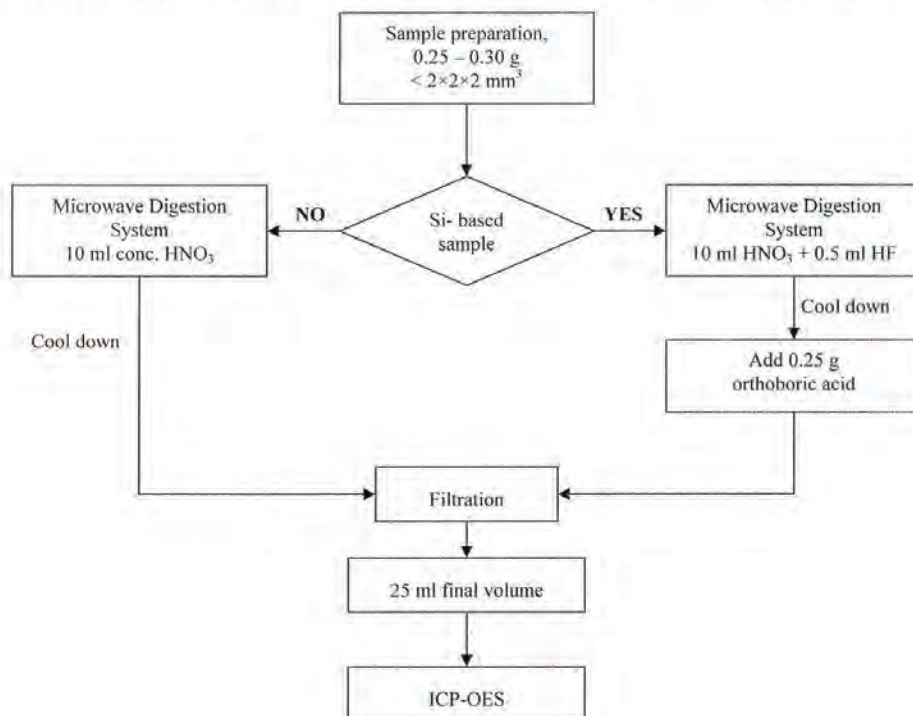 Sample preparation,
0.25 – 0.30 g
< 2×2×2 mm³
Microwave Digestion
System
10 ml conc. HNO₃
NO
Si- based
sample
YES
Microwave Digestion
System
10 ml HNO₃ + 0.5 ml HF
Cool down
Cool down
Add 0.25 g
orthoboric acid
Filtration
25 ml final volume
ICP-OES